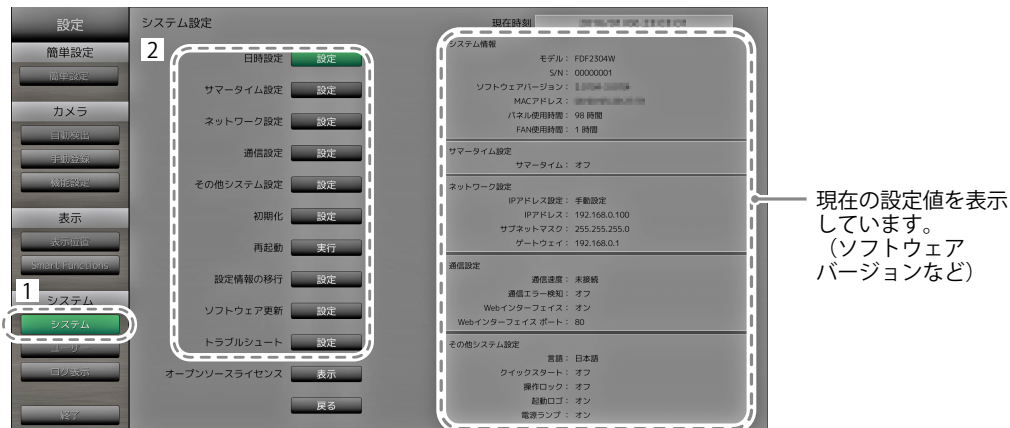 設定
簡単設定
簡単設定
カメラ
自動検出
手動登録
機能設定
表示
表示位置
Smart Functions
1
システム
システム
ユーザー
ログ表示
終了
システム設定
2
日時設定 設定
サマータイム設定 設定
ネットワーク設定 設定
通信設定 設定
その他システム設定 設定
初期化 設定
再起動 実行
設定情報の移行 設定
ソフトウェア更新 設定
トラブルシュート 設定
オープンソースライセンス 表示
戻る
現在時刻
システム情報
モデル： FDF2304W
S/N： 00000001
ソフトウェアバージョン：
MACアドレス：
パネル使用時間： 98 時間
FAN使用時間： 1 時間
サマータイム設定
サマータイム： オフ
ネットワーク設定
IPアドレス設定： 手動設定
IPアドレス： 192.168.0.100
サブネットマスク： 255.255.255.0
ゲートウェイ： 192.168.0.1
通信設定
通信速度： 未接続
通信エラー検知： オフ
Webインターフェイス： オン
Webインターフェイス ポート： 80
その他システム設定
言語： 日本語
クイックスタート： オフ
操作ロック： オフ
起動ロゴ： オン
電源ランプ ： オン
現在の設定値を表示
しています。
（ソフトウェア
バージョンなど）